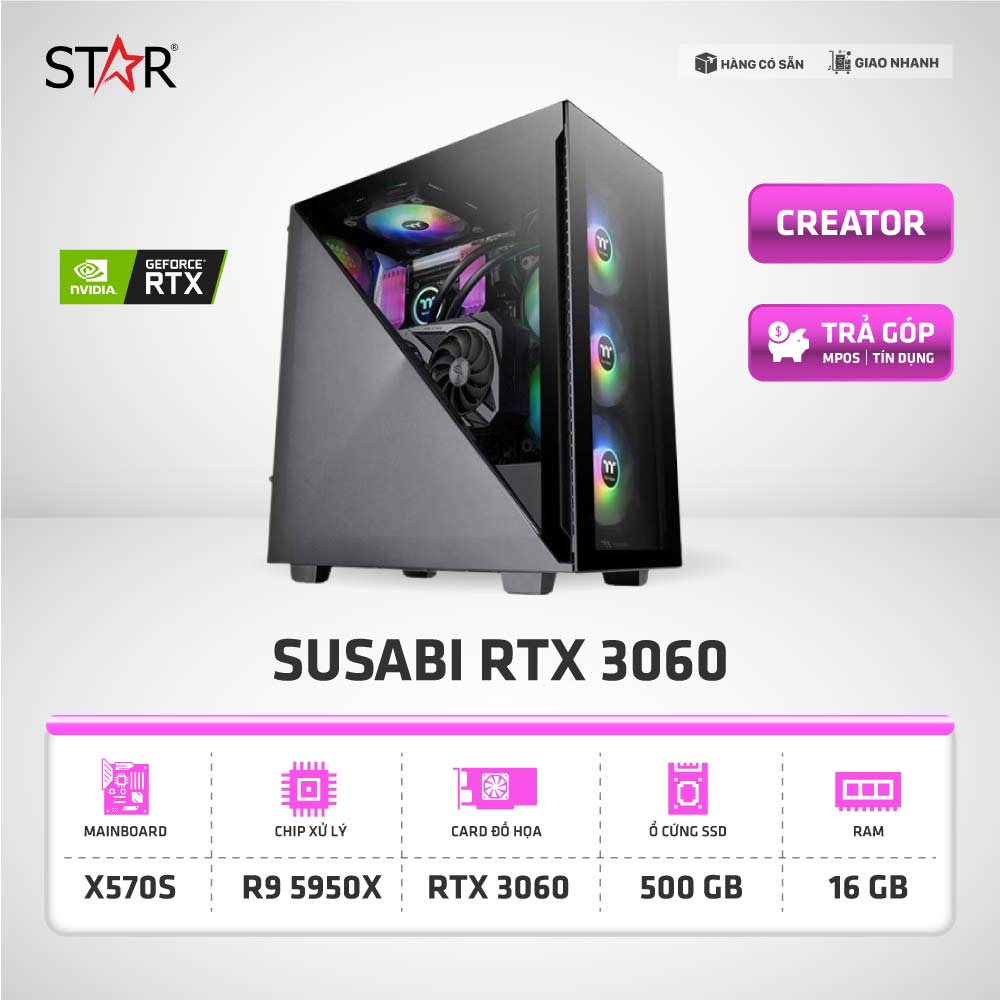 STAR®
HÀNG CÓ SẴN
GIAO NHANH
CREATOR
NVIDIA.
GEFORCE®
RTX
$
TRẢ GÓP
MPOS | TÍN DỤNG
SUSABI RTX 3060
MAINBOARD
CHIP XỬ LÝ
CARD ĐỒ HỌA
Ổ CỨNG SSD
RAM
X570S
R9 5950X
RTX 3060
500 GB
16 GB